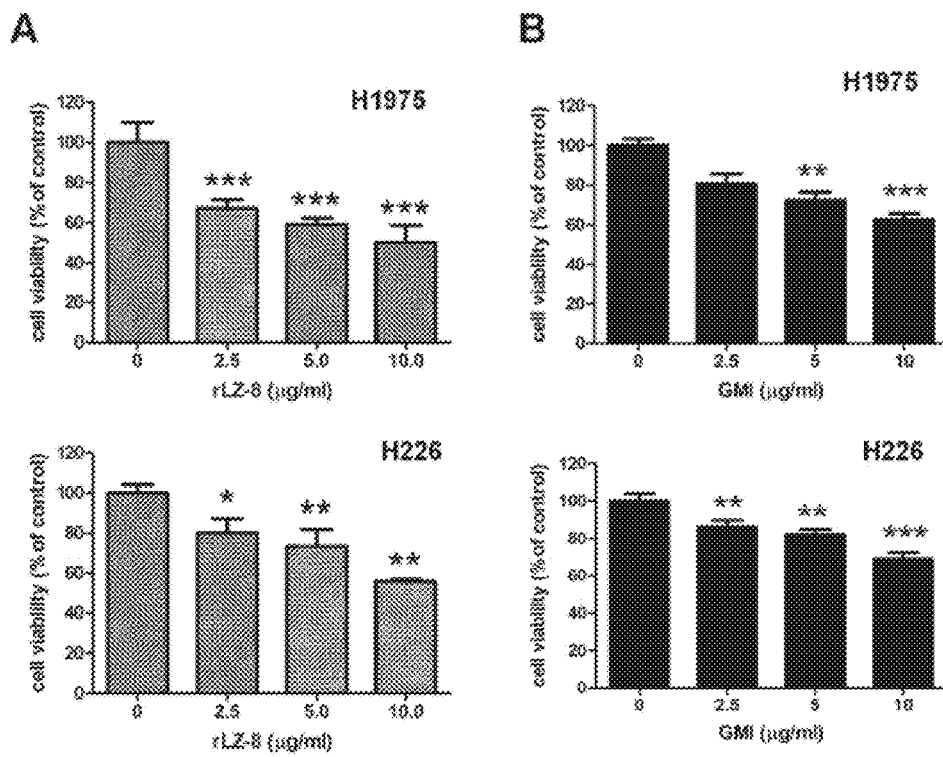 A
H1975
cell viability (% of control)
120
100
80
60
40
20
0
***
***
***
0 2.5 5.0 10.0
rLZ-8 (μg/ml)
H226
cell viability (% of control)
120
100
80
60
40
20
0
*
**
**
0 2.5 5.0 10.0
rLZ-8 (μg/ml)
B
H1975
cell viability (% of control)
120
100
80
60
40
20
0
**
***
0 2.5 5 10
GMI (μg/ml)
H226
cell viability (% of control)
120
100
80
60
40
20
0
**
**
***
0 2.5 5 10
GMI (μg/ml)